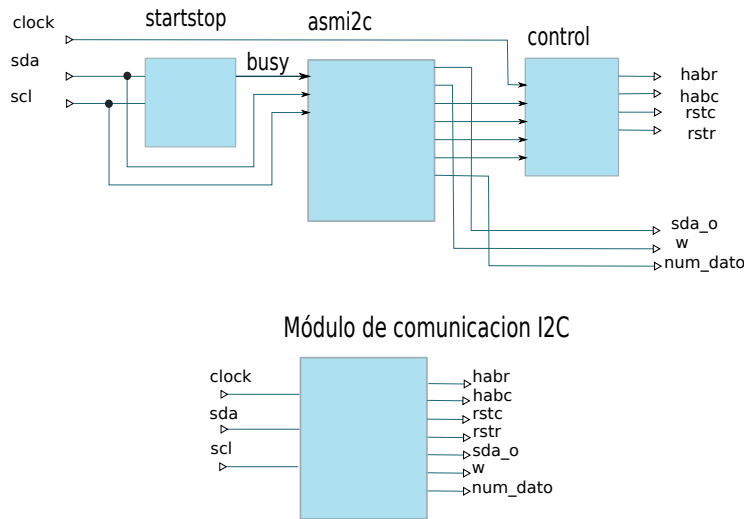 startstop
asmi2c
clock
control
sda
busy
habr
scl
habc
rstc
rstr
sda_o
w
num_dato
Módulo de comunicacion I2C
clock
habr
habc
sda
rstc
rstr
scl
sda_o
w
num_dato